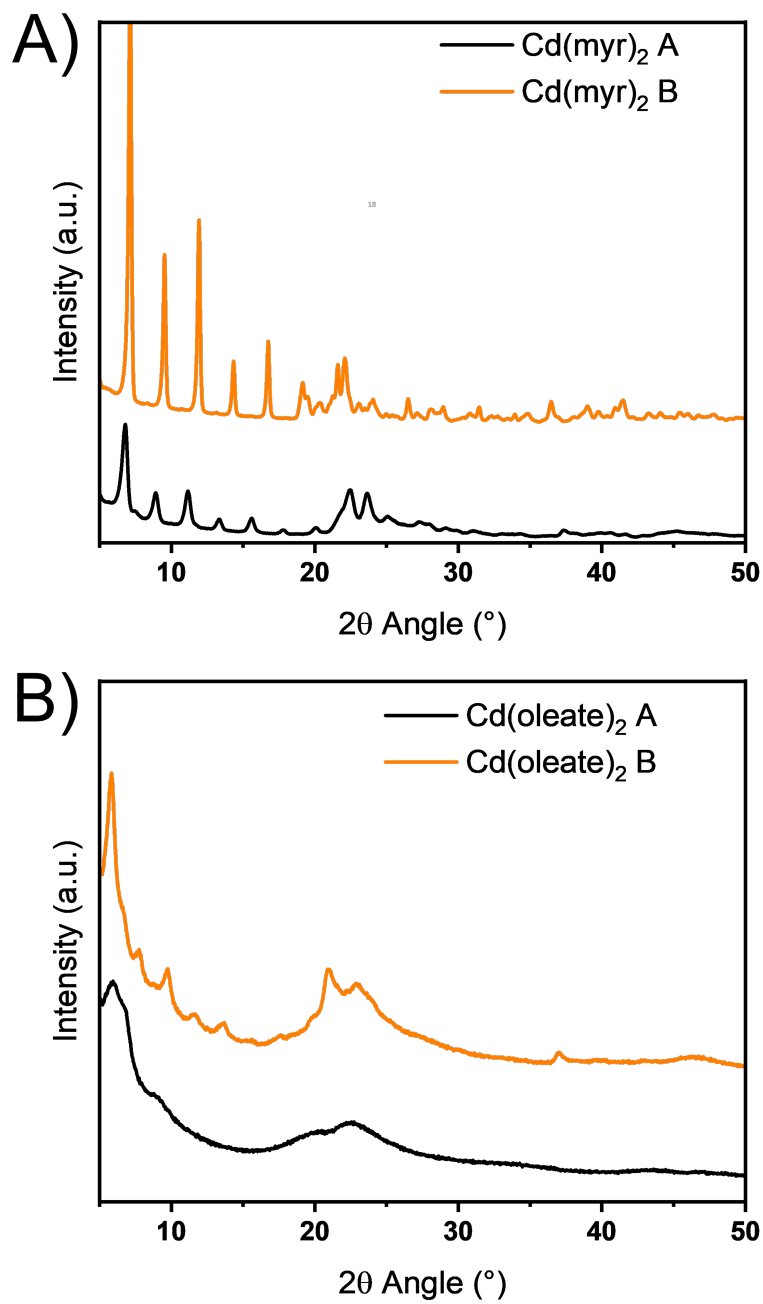 A)
Cd(myr)₂ A
Cd(myr)₂ B
18
Intensity (a.u.)
10 20 30 40 50
2θ Angle (°)
B)
Cd(oleate)₂ A
Cd(oleate)₂ B
Intensity (a.u.)
10 20 30 40 50
2θ Angle (°)